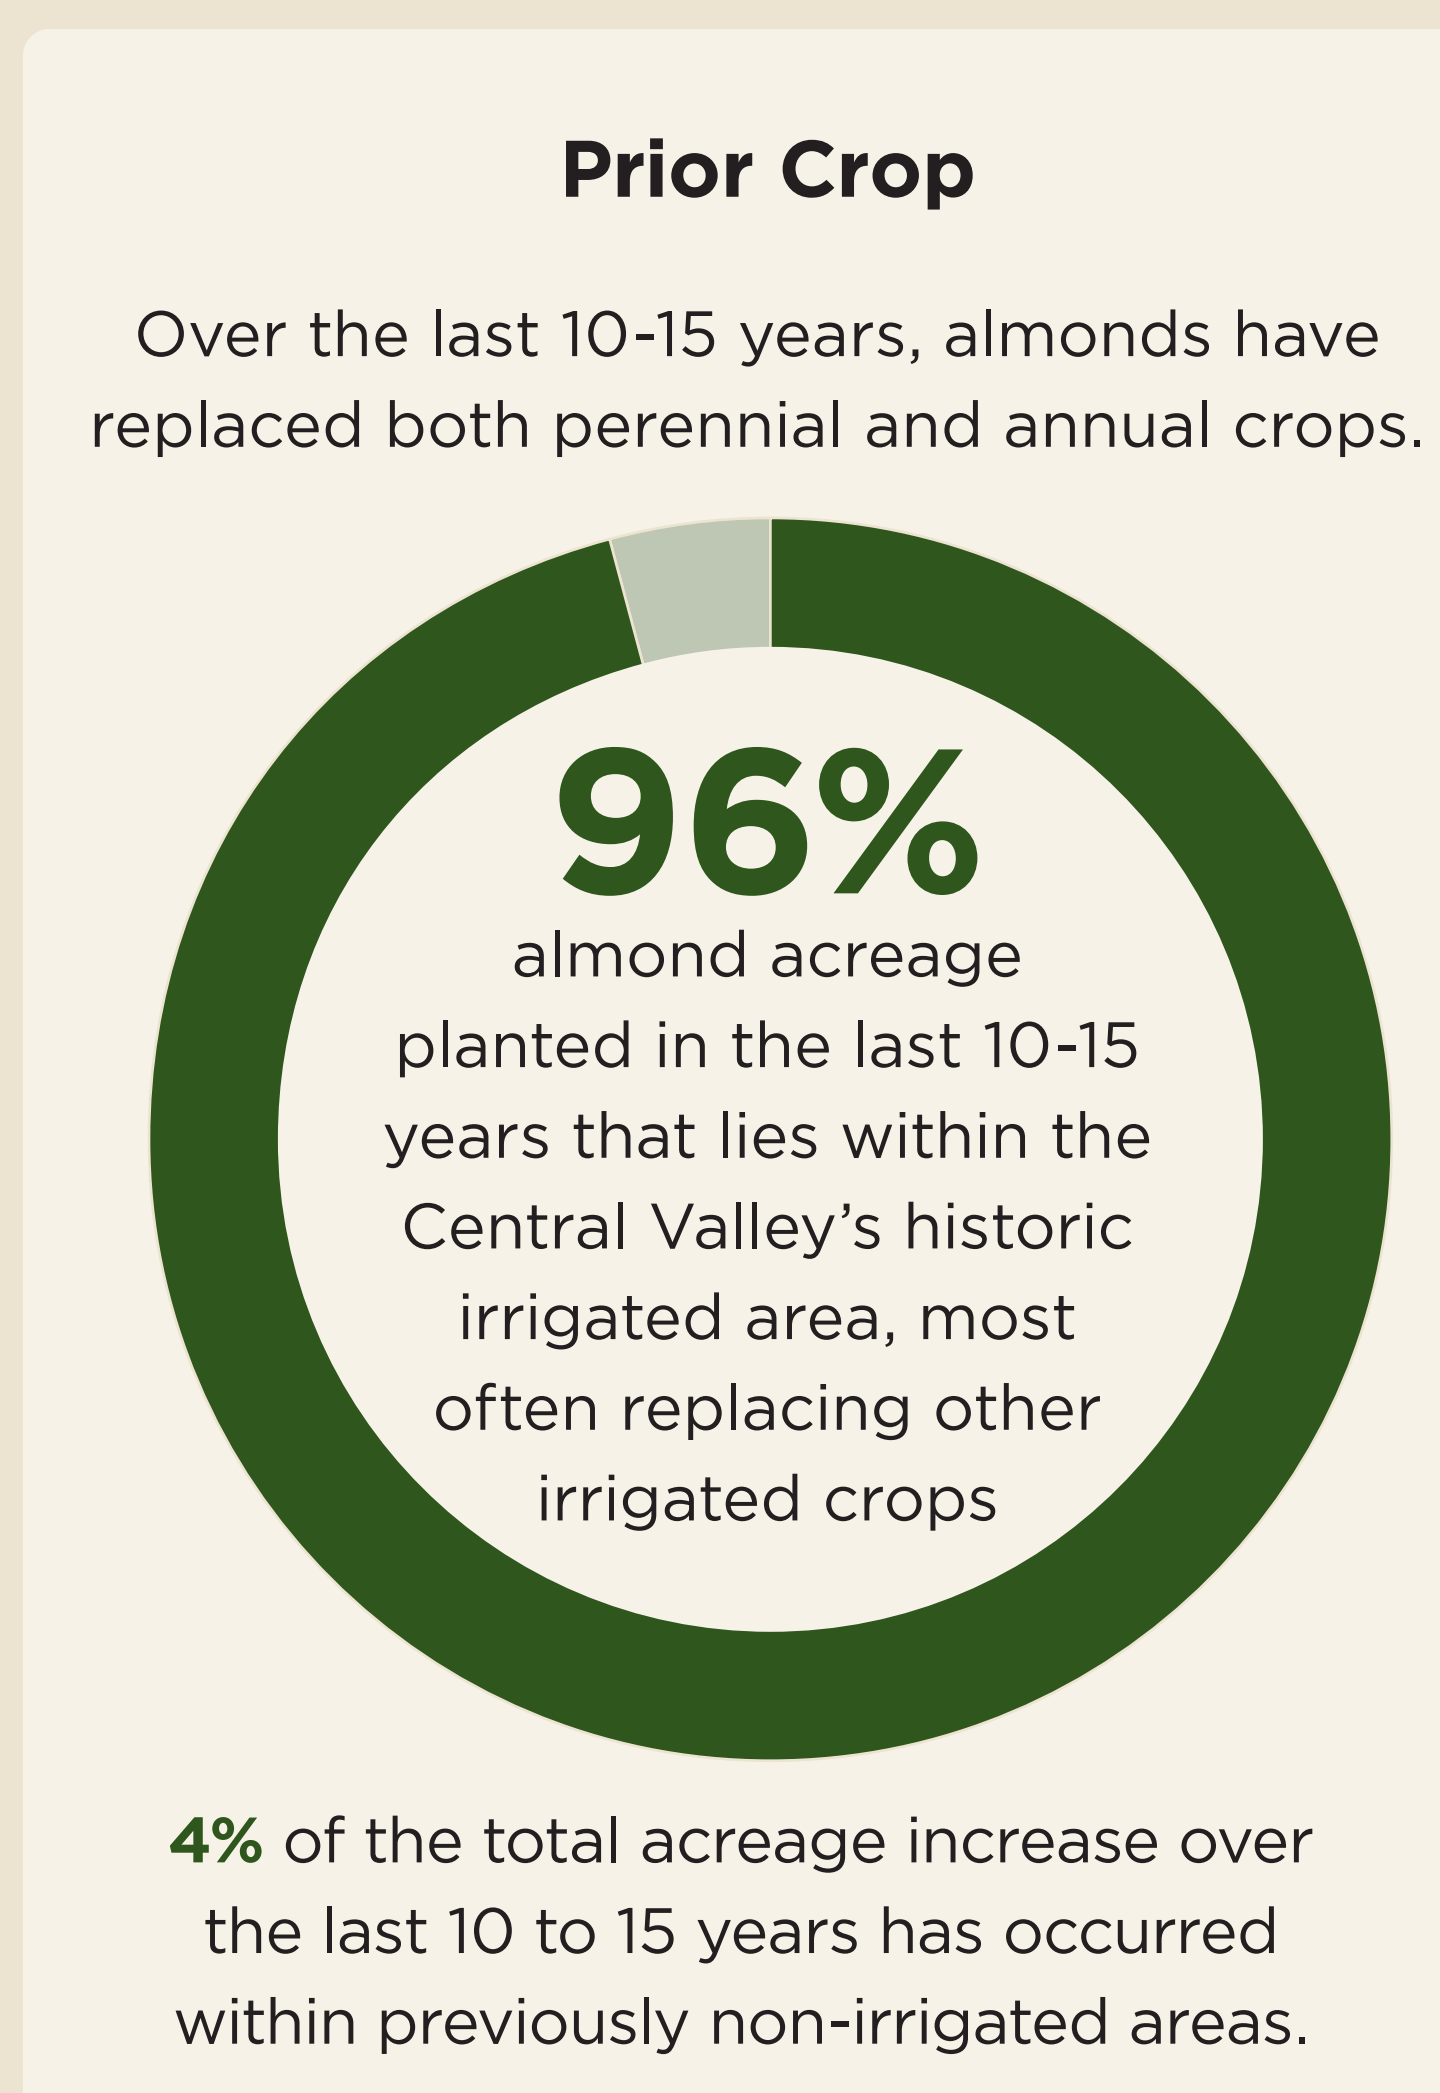 Prior Crop
Over the last 10-15 years, almonds have
replaced both perennial and annual crops.
96%
almond acreage
planted in the last 10-15
years that lies within the
Central Valley’s historic
irrigated area, most
often replacing other
irrigated crops
4% of the total acreage increase over
the last 10 to 15 years has occurred
within previously non-irrigated areas.